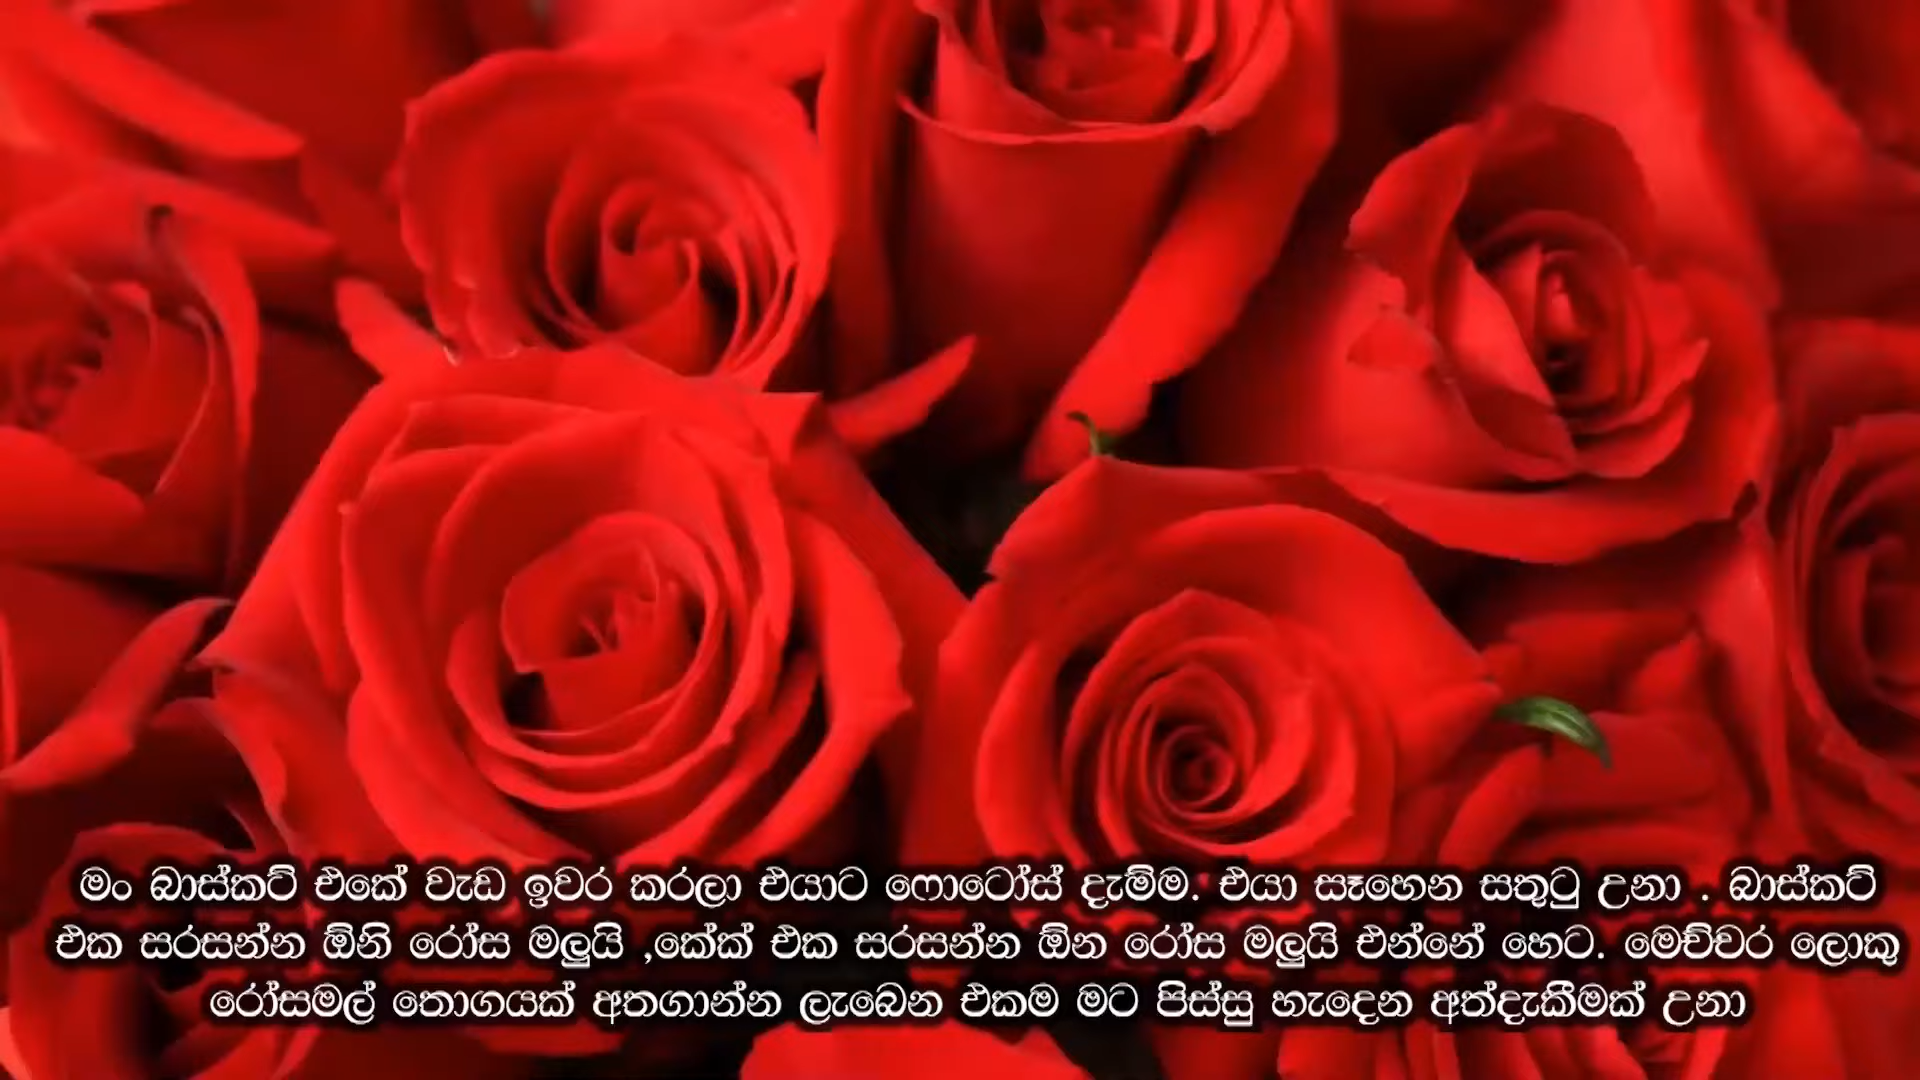 මං බාස්කට් එකේ වැඩ ඉවර කරලා එයාට ෆොටෝස් දැම්ම. එයා සෑහෙන සතුටු උනා . බාස්කට්
එක සරසන්න ඕනි රෝස මලුයි ,කේක් එක සරසන්න ඕන රෝස මලුයි එන්නේ හෙට. මෙච්චර ලොකු
රෝසමල් තොගයක් අතගාන්න ලැබෙන එකම මට පිස්සු හැදෙන අත්දැකීමක් උනා